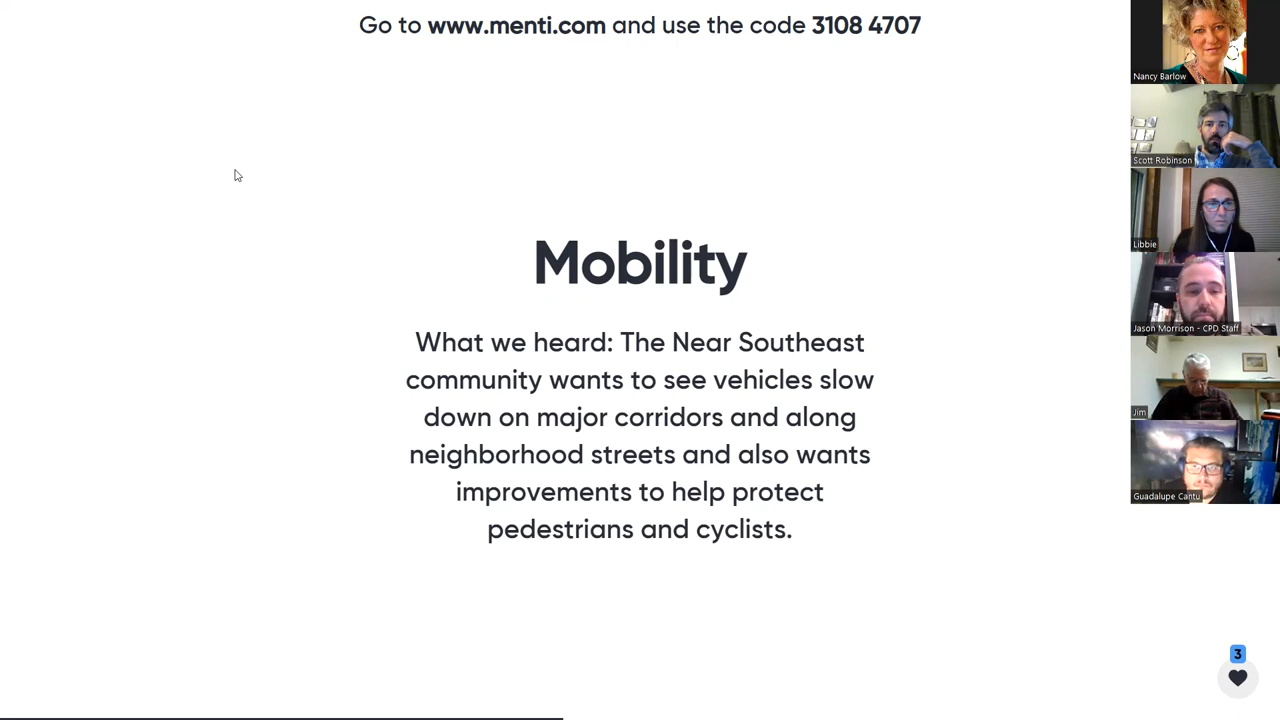 Go to www.menti.com and use the code 3108 4707
Mobility
What we heard: The Near Southeast
community wants to see vehicles slow
down on major corridors and along
neighborhood streets and also wants
improvements to help protect
pedestrians and cyclists.
Nancy Barlow
Scott Robinson
Libbie
Jason Morrison - CPD Staff
Jim
Guadalupe Cantu
3